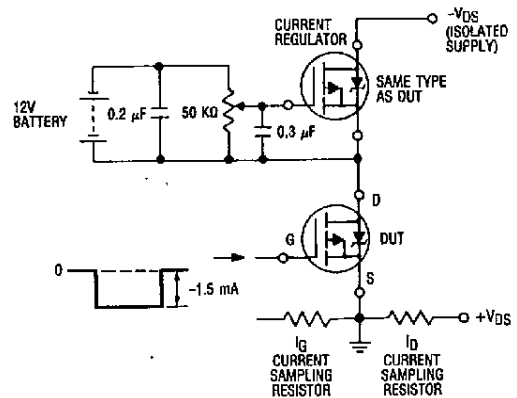 CURRENT
REGULATOR
-VDS
(ISOLATED
SUPPLY)
SAME TYPE
AS DUT
12V
BATTERY
0.2 μF
50 KΩ
0.3 μF
D
G
DUT
S
0
-1.5 mA
+VDS
IG
CURRENT
SAMPLING
RESISTOR
ID
CURRENT
SAMPLING
RESISTOR